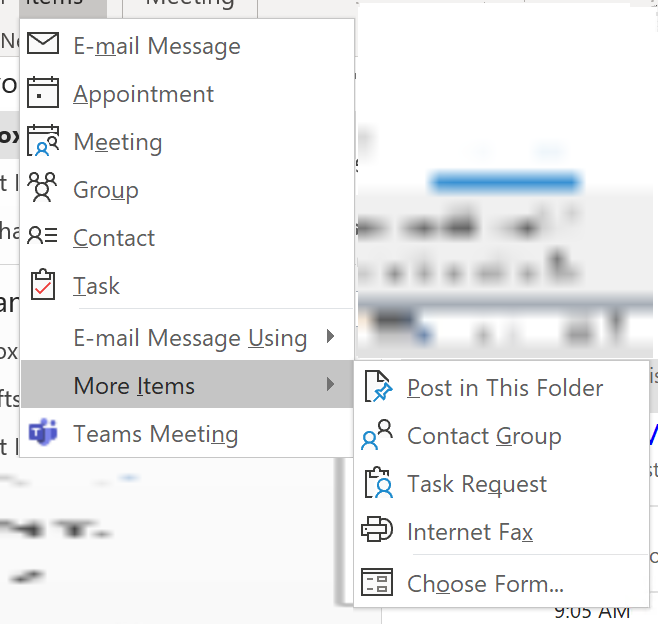 Items
Meeting
E-mail Message
Appointment
Meeting
Group
Contact
Task
E-mail Message Using
More Items
Teams Meeting
Post in This Folder
Contact Group
Task Request
Internet Fax
Choose Form...
9:05 AM